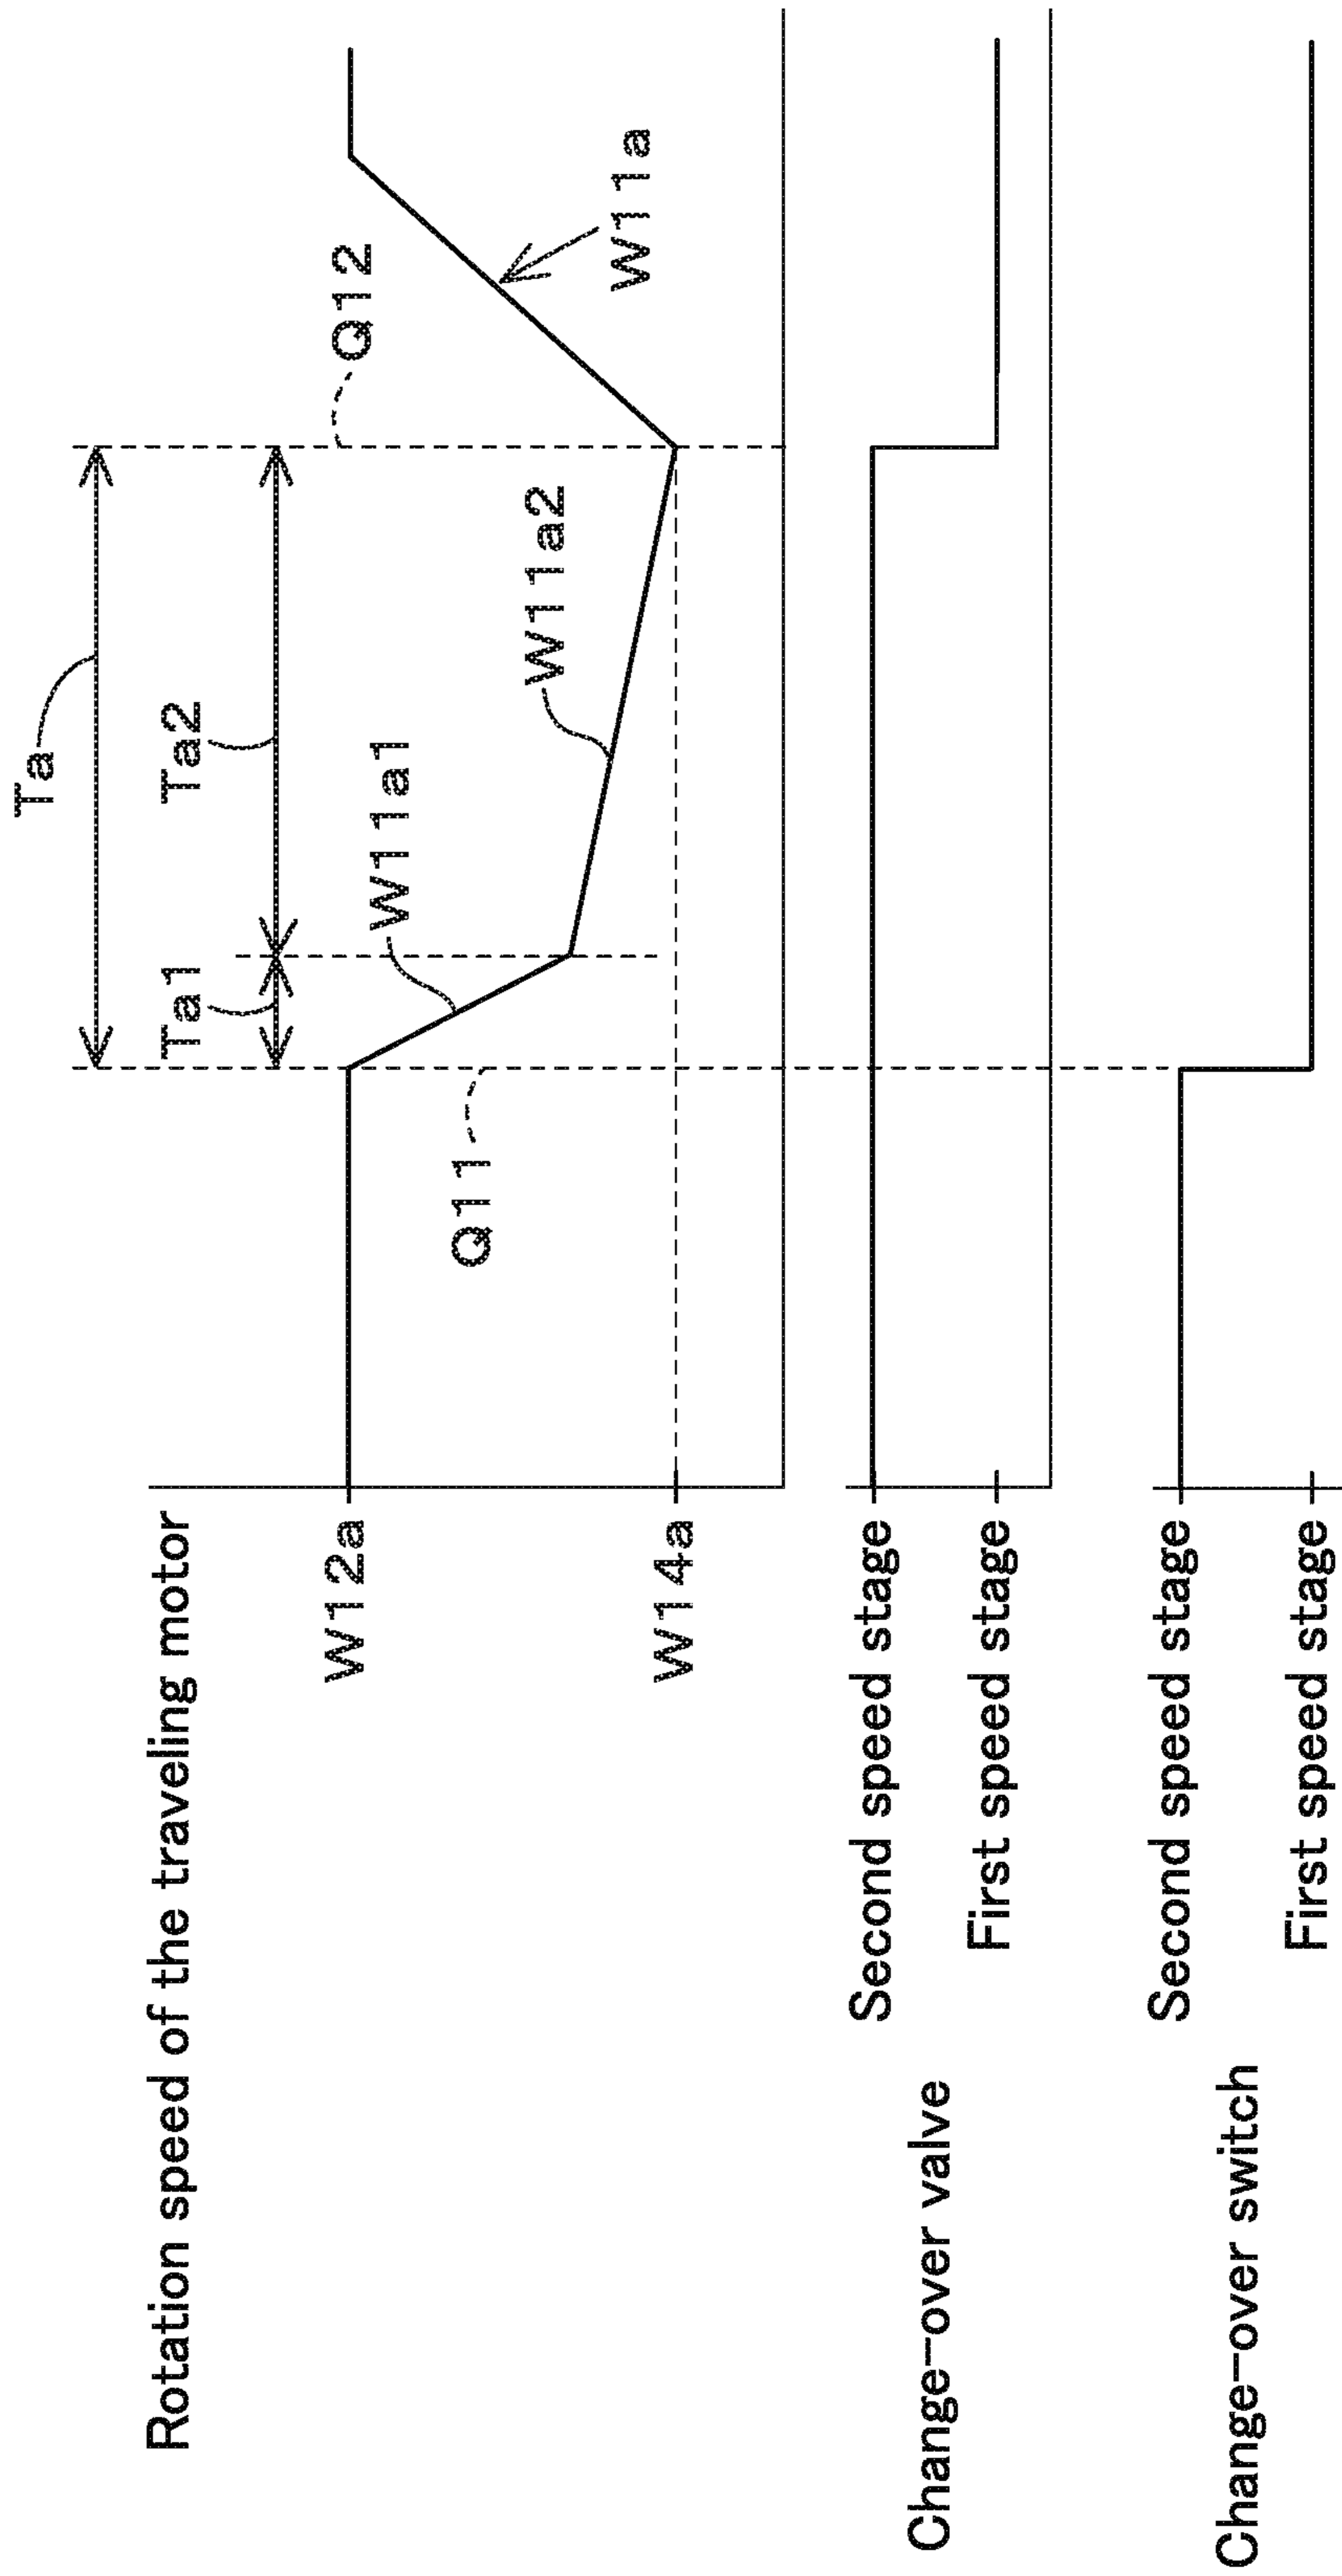 Ta
Ta1
Ta2
Rotation speed of the traveling motor
Q12
W12a
W11a1
Q11
W11a2
W11a
W14a
Change-over valve
Second speed stage
First speed stage
Change-over switch
Second speed stage
First speed stage